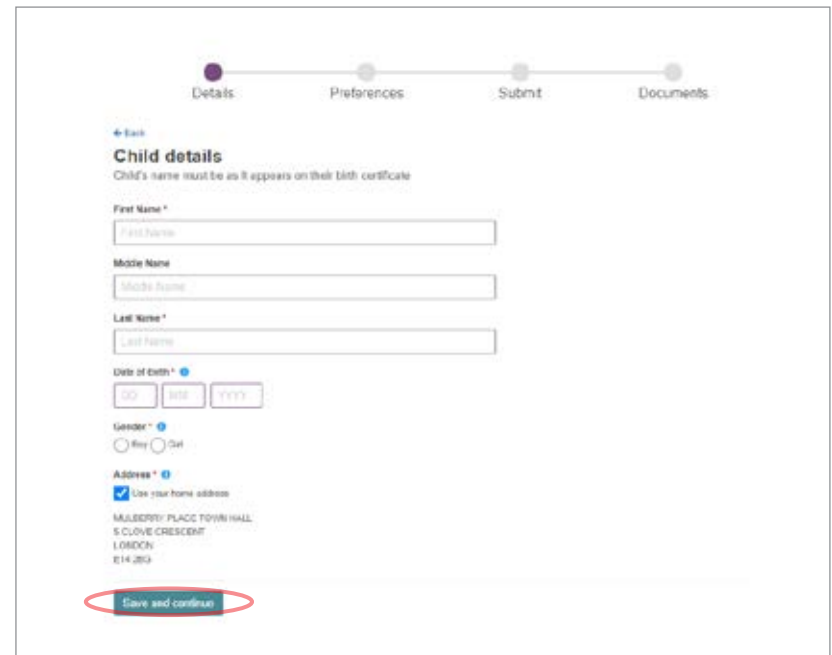 Details Preferences Submit Documents
← Back
Child details
Child's name must be as it appears on their birth certificate
First Name *
First Name
Middle Name
Middle Name
Last Name *
Last Name
Date of Birth *
DD MM YYYY
Gender *
Boy Girl
Address *
Use your home address
MULBERRY PLACE TOWN HALL
5 CLOVE CRESCENT
LONDON
E14 2BG
Save and continue